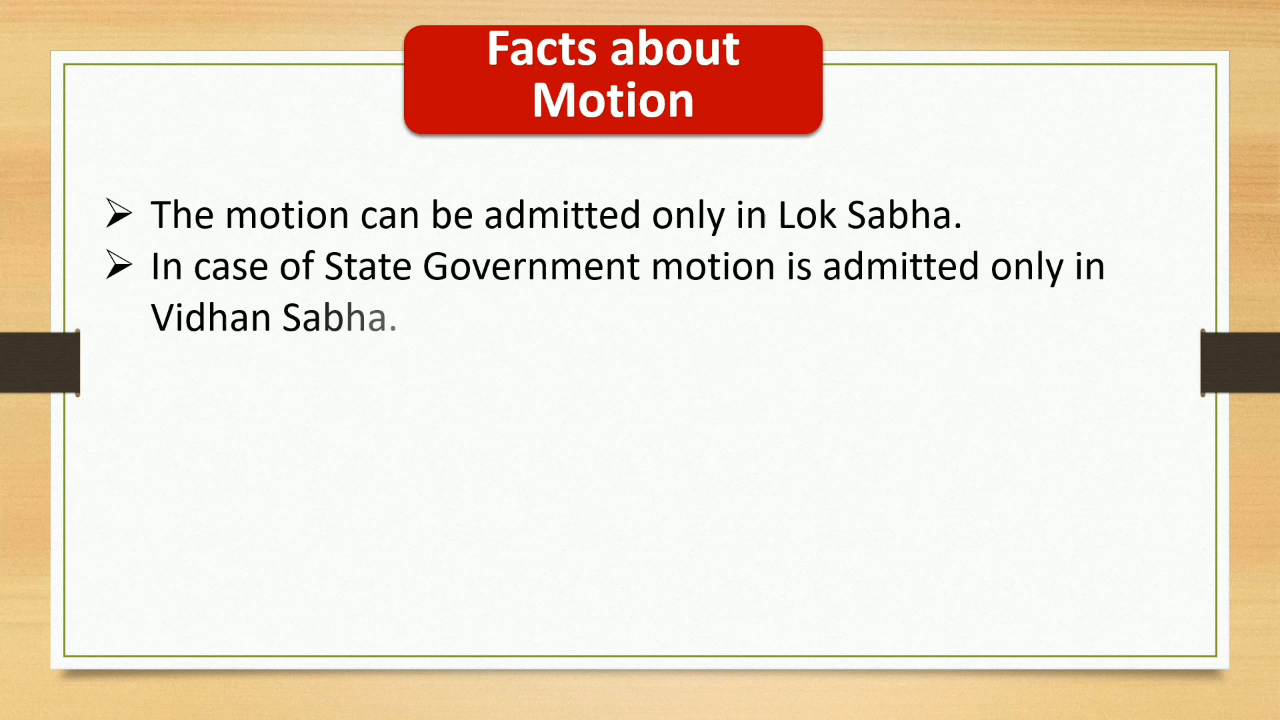 Facts about
Motion
➢ The motion can be admitted only in Lok Sabha.
➢ In case of State Government motion is admitted only in
Vidhan Sabha.